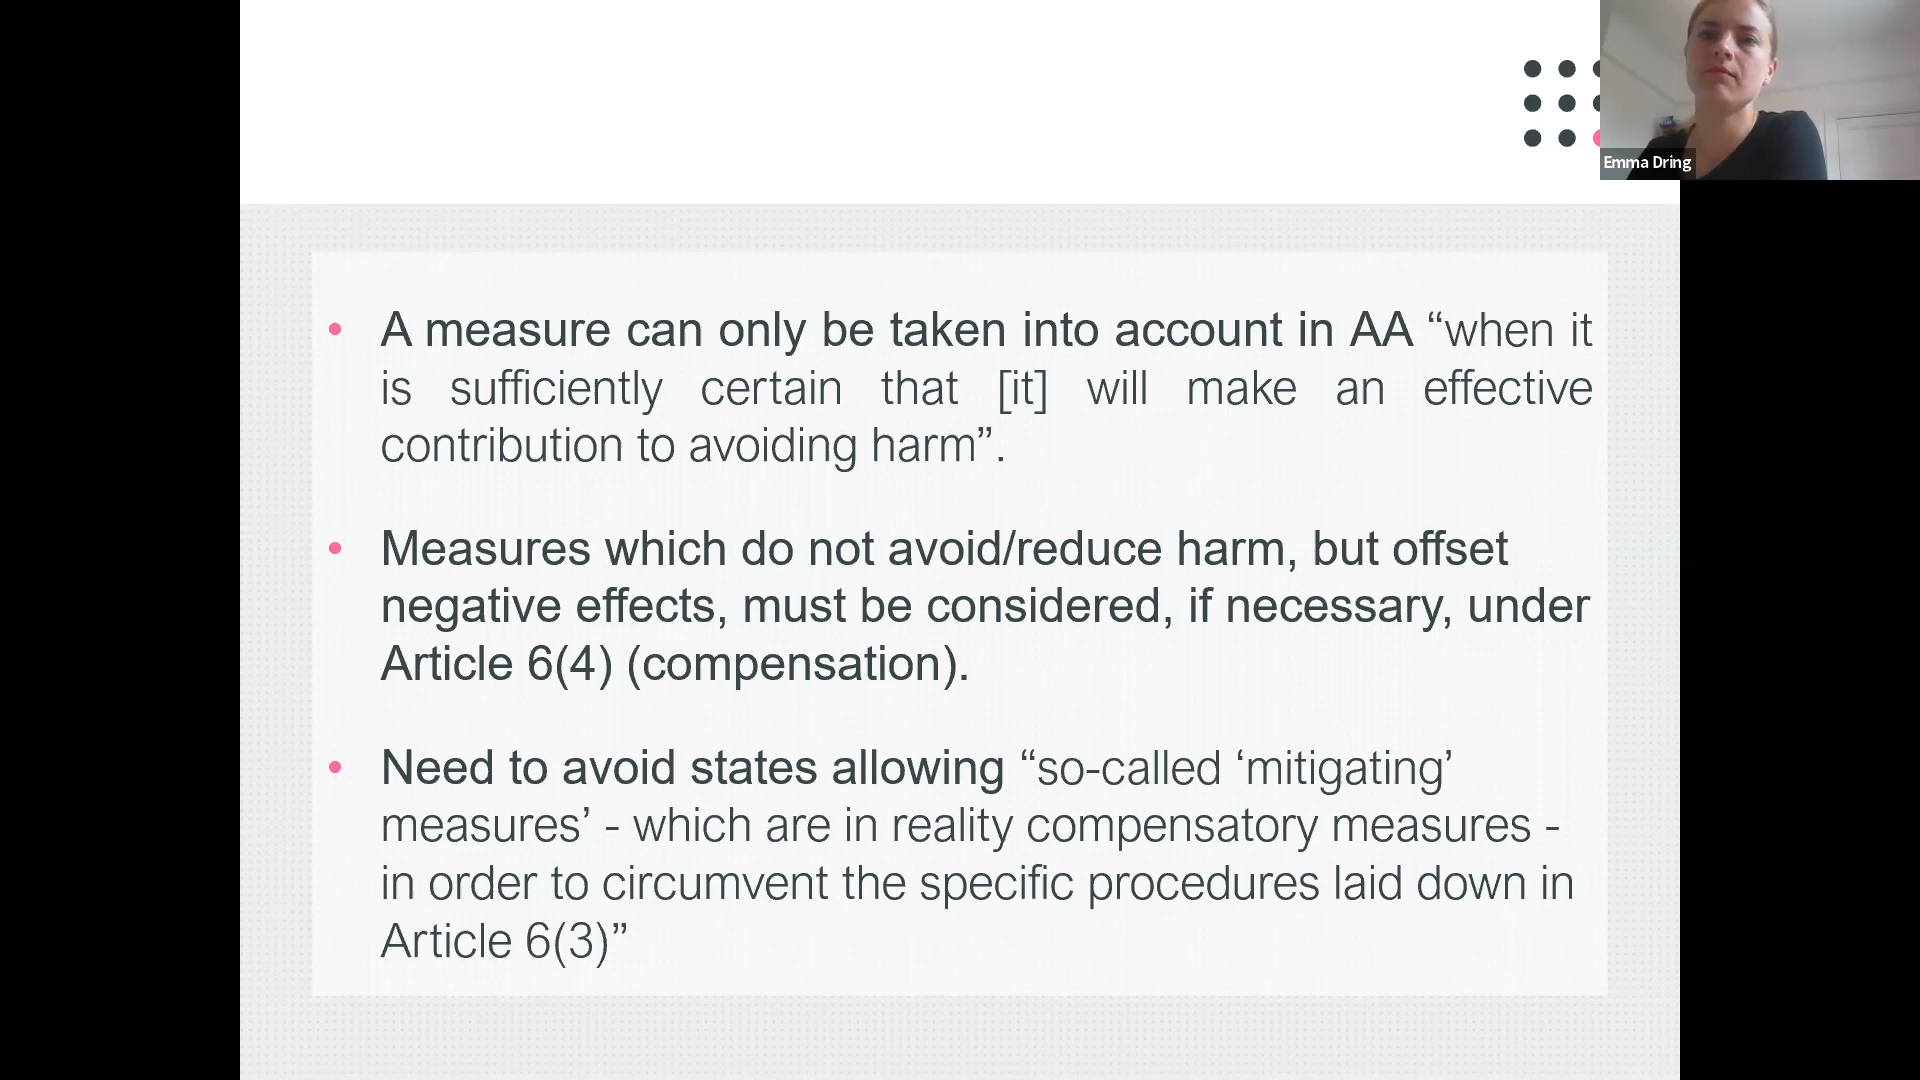 Emma Dring
• A measure can only be taken into account in AA “when it
is sufficiently certain that [it] will make an effective
contribution to avoiding harm”.
• Measures which do not avoid/reduce harm, but offset
negative effects, must be considered, if necessary, under
Article 6(4) (compensation).
• Need to avoid states allowing “so-called ‘mitigating’
measures’ - which are in reality compensatory measures -
in order to circumvent the specific procedures laid down in
Article 6(3)”